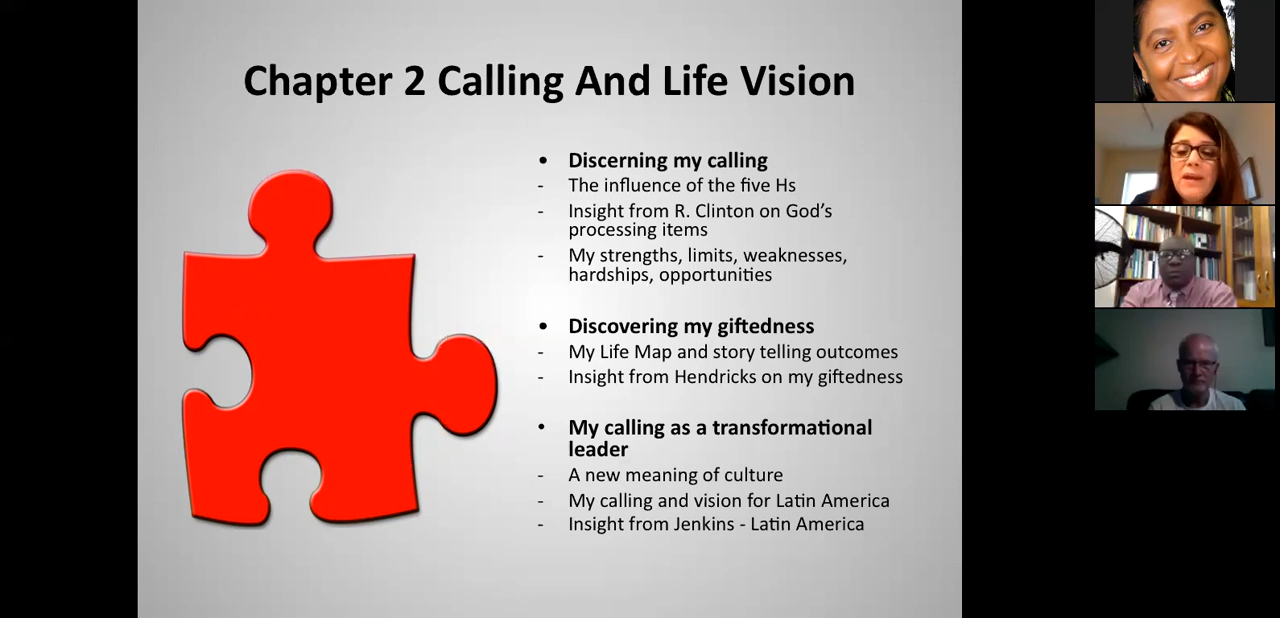 Chapter 2 Calling And Life Vision
• Discerning my calling
- The influence of the five Hs
- Insight from R. Clinton on God's
processing items
- My strengths, limits, weaknesses,
hardships, opportunities
• Discovering my giftedness
- My Life Map and story telling outcomes
- Insight from Hendricks on my giftedness
• My calling as a transformational
leader
- A new meaning of culture
- My calling and vision for Latin America
- Insight from Jenkins - Latin America